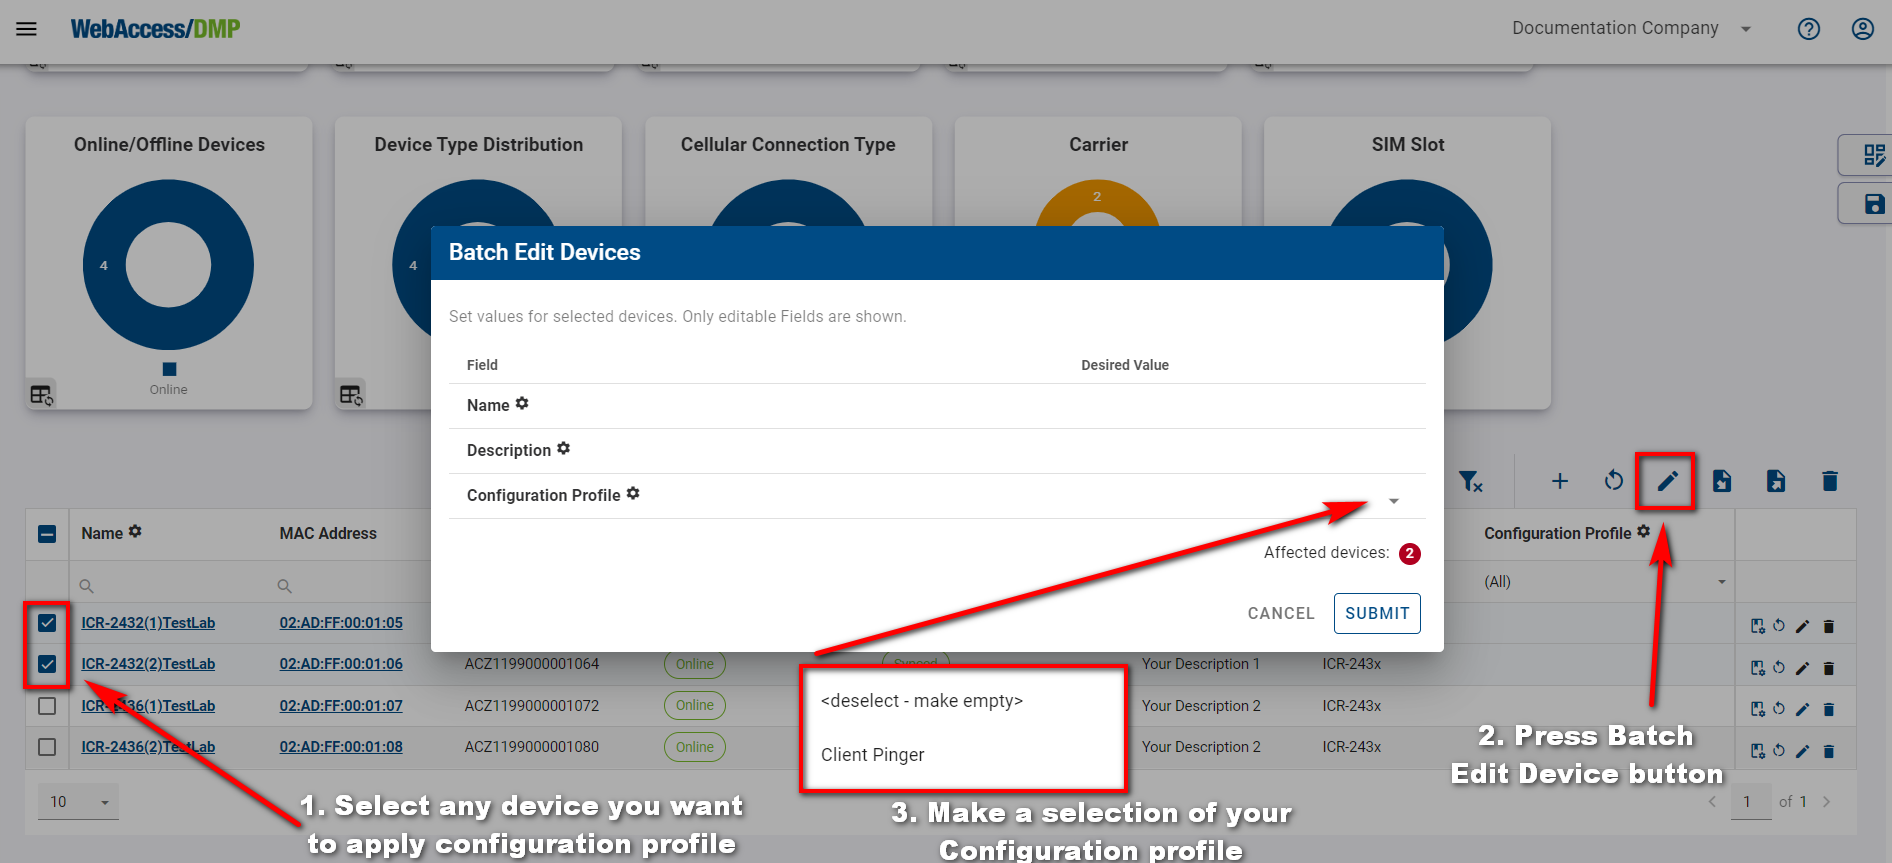 WebAccess/DMP
Documentation Company
Online/Offline Devices
Device Type Distribution
Cellular Connection Type
Carrier
SIM Slot
4
4
2
Online
Batch Edit Devices
Set values for selected devices. Only editable Fields are shown.
Field Desired Value
Name
Description
Configuration Profile
Affected devices: 2
CANCEL SUBMIT
Name MAC Address Configuration Profile
(All)
ICR-2432(1)TestLab 02:AD:FF:00:01:05
ICR-2432(2)TestLab 02:AD:FF:00:01:06 ACZ1199000001064 Online Synced Your Description 1 ICR-243x
ICR-2436(1)TestLab 02:AD:FF:00:01:07 ACZ1199000001072 Online Your Description 2 ICR-243x
ICR-2436(2)TestLab 02:AD:FF:00:01:08 ACZ1199000001080 Online Your Description 2 ICR-243x
<deselect - make empty>
Client Pinger
10
1 of 1
1. Select any device you want
to apply configuration profile
2. Press Batch
Edit Device button
3. Make a selection of your
Configuration profile